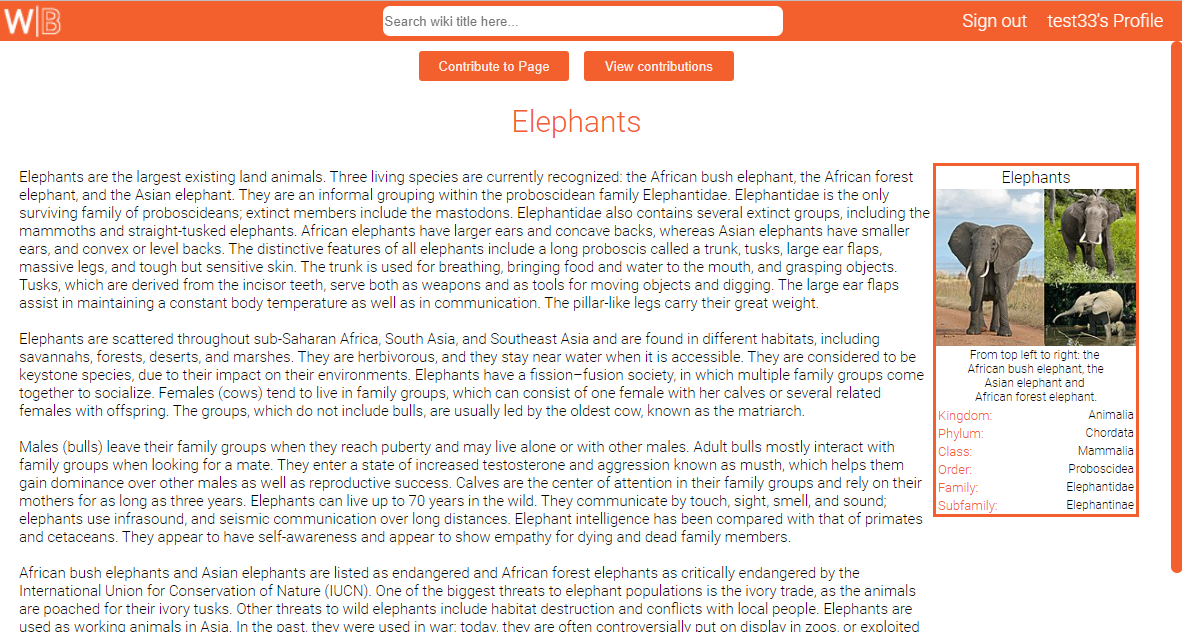 W|B
Search wiki title here...
Sign out
test33's Profile
Contribute to Page
View contributions
Elephants
Elephants are the largest existing land animals. Three living species are currently recognized: the African bush elephant, the African forest
elephant, and the Asian elephant. They are an informal grouping within the proboscidean family Elephantidae. Elephantidae is the only
surviving family of proboscideans; extinct members include the mastodons. Elephantidae also contains several extinct groups, including the
mammoths and straight-tusked elephants. African elephants have larger ears and concave backs, whereas Asian elephants have smaller
ears, and convex or level backs. The distinctive features of all elephants include a long proboscis called a trunk, tusks, large ear flaps,
massive legs, and tough but sensitive skin. The trunk is used for breathing, bringing food and water to the mouth, and grasping objects.
Tusks, which are derived from the incisor teeth, serve both as weapons and as tools for moving objects and digging. The large ear flaps
assist in maintaining a constant body temperature as well as in communication. The pillar-like legs carry their great weight.
Elephants are scattered throughout sub-Saharan Africa, South Asia, and Southeast Asia and are found in different habitats, including
savannahs, forests, deserts, and marshes. They are herbivorous, and they stay near water when it is accessible. They are considered to be
keystone species, due to their impact on their environments. Elephants have a fission–fusion society, in which multiple family groups come
together to socialize. Females (cows) tend to live in family groups, which can consist of one female with her calves or several related
females with offspring. The groups, which do not include bulls, are usually led by the oldest cow, known as the matriarch.
Males (bulls) leave their family groups when they reach puberty and may live alone or with other males. Adult bulls mostly interact with
family groups when looking for a mate. They enter a state of increased testosterone and aggression known as musth, which helps them
gain dominance over other males as well as reproductive success. Calves are the center of attention in their family groups and rely on their
mothers for as long as three years. Elephants can live up to 70 years in the wild. They communicate by touch, sight, smell, and sound;
elephants use infrasound, and seismic communication over long distances. Elephant intelligence has been compared with that of primates
and cetaceans. They appear to have self-awareness and appear to show empathy for dying and dead family members.
African bush elephants and Asian elephants are listed as endangered and African forest elephants as critically endangered by the
International Union for Conservation of Nature (IUCN). One of the biggest threats to elephant populations is the ivory trade, as the animals
are poached for their ivory tusks. Other threats to wild elephants include habitat destruction and conflicts with local people. Elephants are
used as working animals in Asia. In the past, they were used in war; today, they are often controversially put on display in zoos, or exploited
Elephants
From top left to right: the
African bush elephant, the
Asian elephant and
African forest elephant.
Kingdom: Animalia
Phylum: Chordata
Class: Mammalia
Order: Proboscidea
Family: Elephantidae
Subfamily: Elephantinae